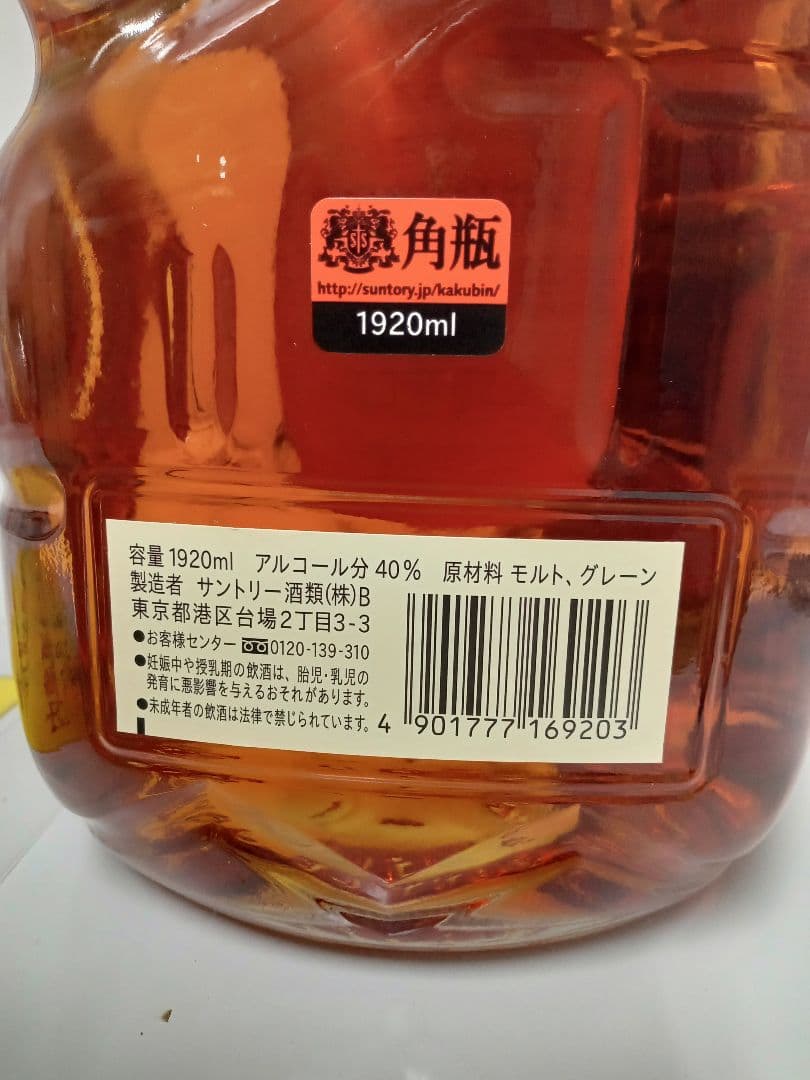 角瓶
http://suntory.jp/kakubin/
1920ml
容量 1920ml アルコール分 40% 原材料 モルト、グレーン
製造者 サントリー酒類(株)B
東京都港区台場2丁目3-3
●お客様センター 0120-139-310
●妊娠中や授乳期の飲酒は、胎児・乳児の
発育に悪影響を与えるおそれがあります。
●未成年者の飲酒は法律で禁じられています。
4 901777 169203